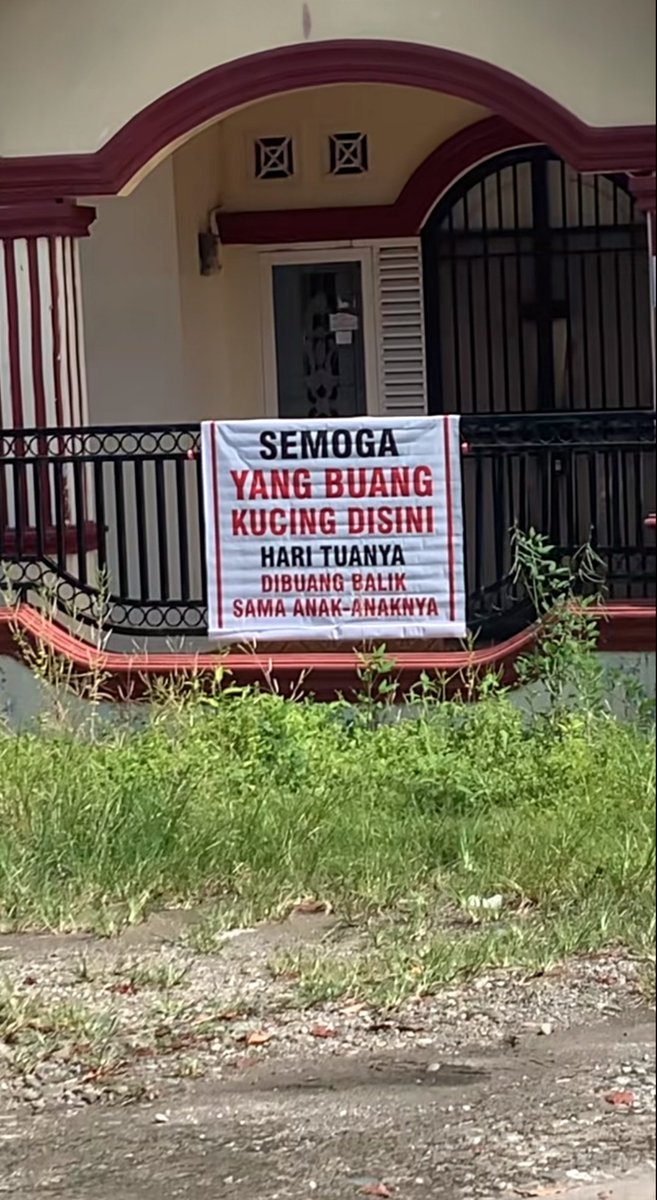 SEMOGA
YANG BUANG
KUCING DISINI
HARI TUANYA
DIBUANG BALIK
SAMA ANAK-ANAKNYA